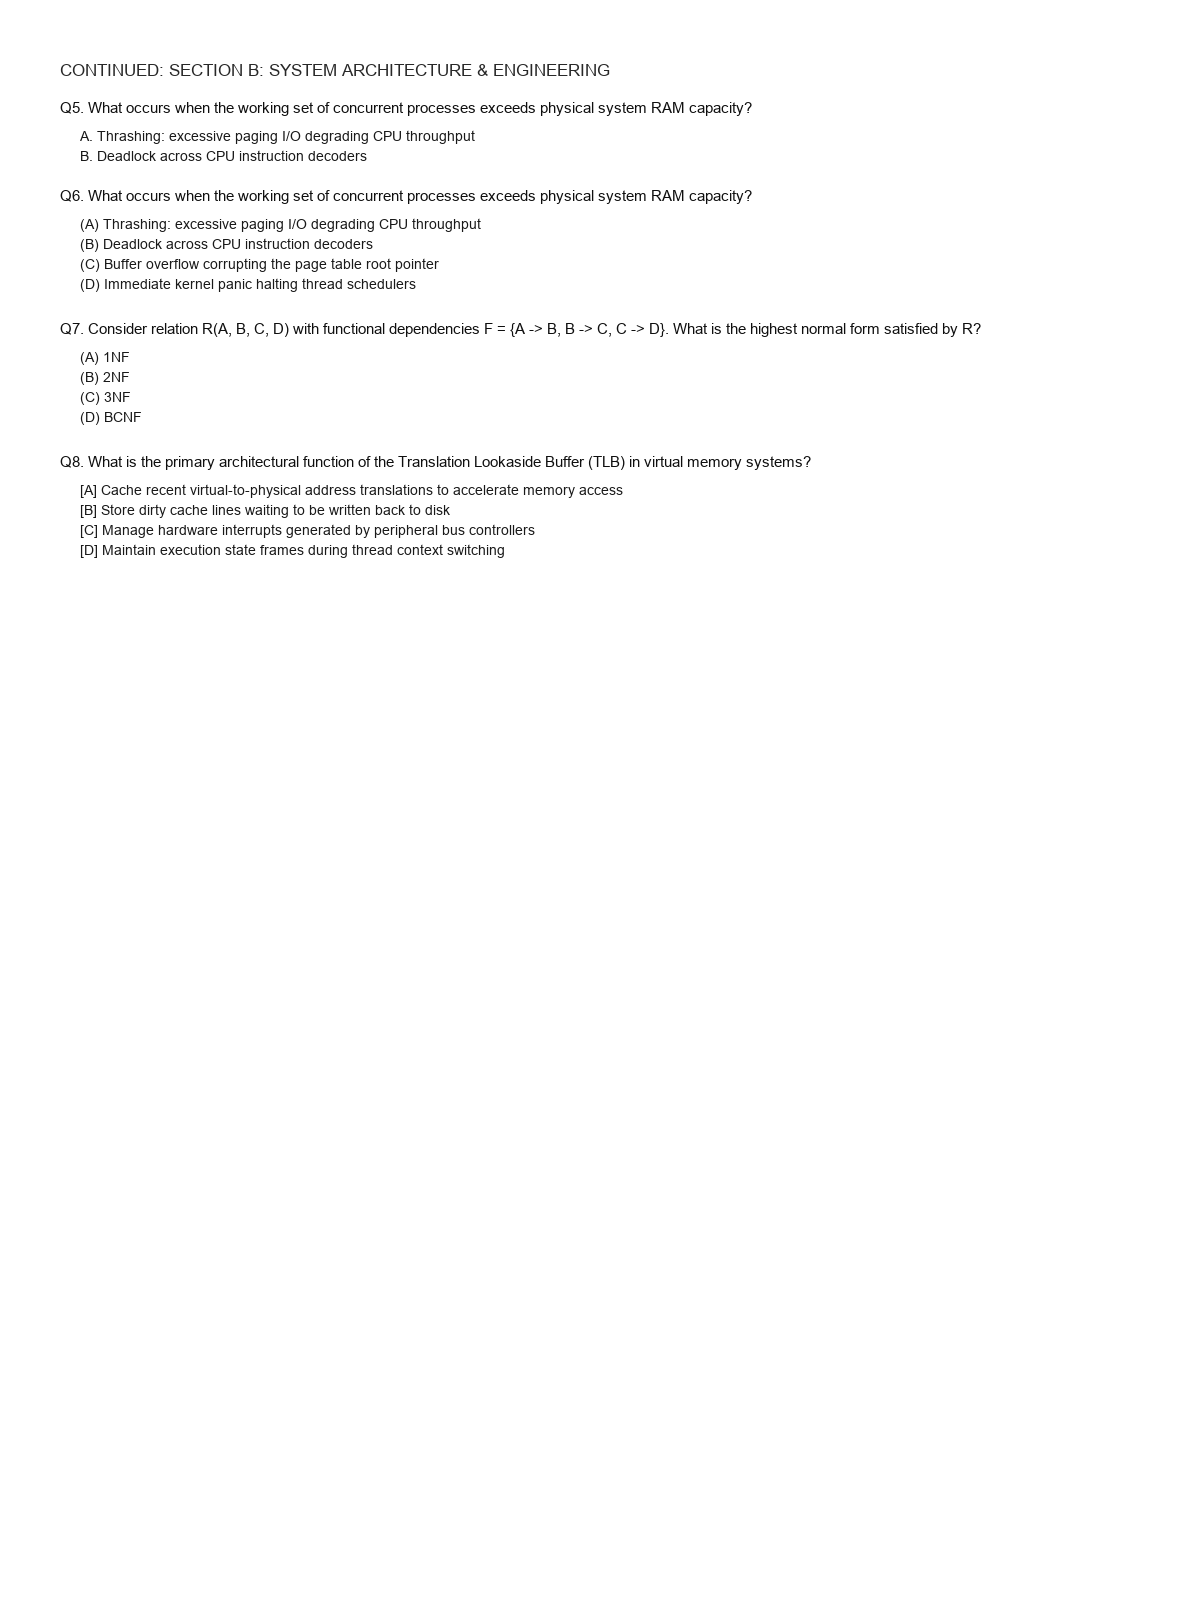 CONTINUED: SECTION B: SYSTEM ARCHITECTURE & ENGINEERING
Q5. What occurs when the working set of concurrent processes exceeds physical system RAM capacity?
A. Thrashing: excessive paging I/O degrading CPU throughput
B. Deadlock across CPU instruction decoders
Q6. What occurs when the working set of concurrent processes exceeds physical system RAM capacity?
(A) Thrashing: excessive paging I/O degrading CPU throughput
(B) Deadlock across CPU instruction decoders
(C) Buffer overflow corrupting the page table root pointer
(D) Immediate kernel panic halting thread schedulers
Q7. Consider relation R(A, B, C, D) with functional dependencies F = {A -> B, B -> C, C -> D}. What is the highest normal form satisfied by R?
(A) 1NF
(B) 2NF
(C) 3NF
(D) BCNF
Q8. What is the primary architectural function of the Translation Lookaside Buffer (TLB) in virtual memory systems?
[A] Cache recent virtual-to-physical address translations to accelerate memory access
[B] Store dirty cache lines waiting to be written back to disk
[C] Manage hardware interrupts generated by peripheral bus controllers
[D] Maintain execution state frames during thread context switching